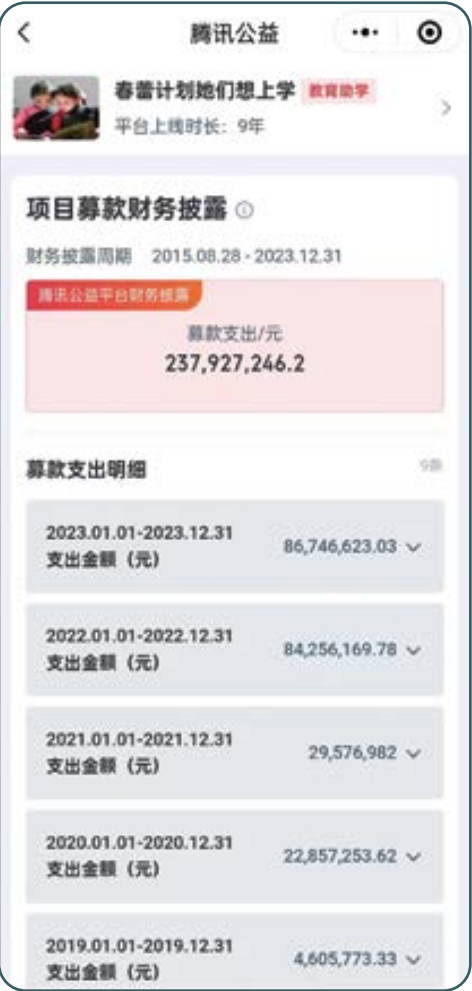 腾讯公益
春蕾计划她们想上学 教育助学
平台上线时长：9年
项目募款财务披露
财务披露周期 2015.08.28-2023.12.31
腾讯公益平台财务披露
募款支出/元
237,927,246.2
募款支出明细 9条
2023.01.01-2023.12.31
支出金额（元） 86,746,623.03
2022.01.01-2022.12.31
支出金额（元） 84,256,169.78
2021.01.01-2021.12.31
支出金额（元） 29,576,982
2020.01.01-2020.12.31
支出金额（元） 22,857,253.62
2019.01.01-2019.12.31
支出金额（元） 4,605,773.33